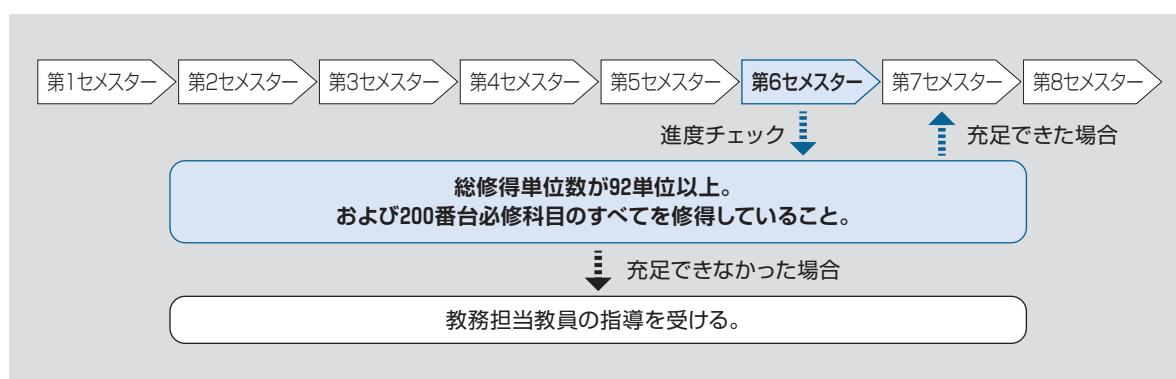 第1セメスター 第2セメスター 第3セメスター 第4セメスター 第5セメスター 第6セメスター 第7セメスター 第8セメスター
進度チェック 充足できた場合
総修得単位数が92単位以上。
および200番台必修科目のすべてを修得していること。
充足できなかった場合
教務担当教員の指導を受ける。